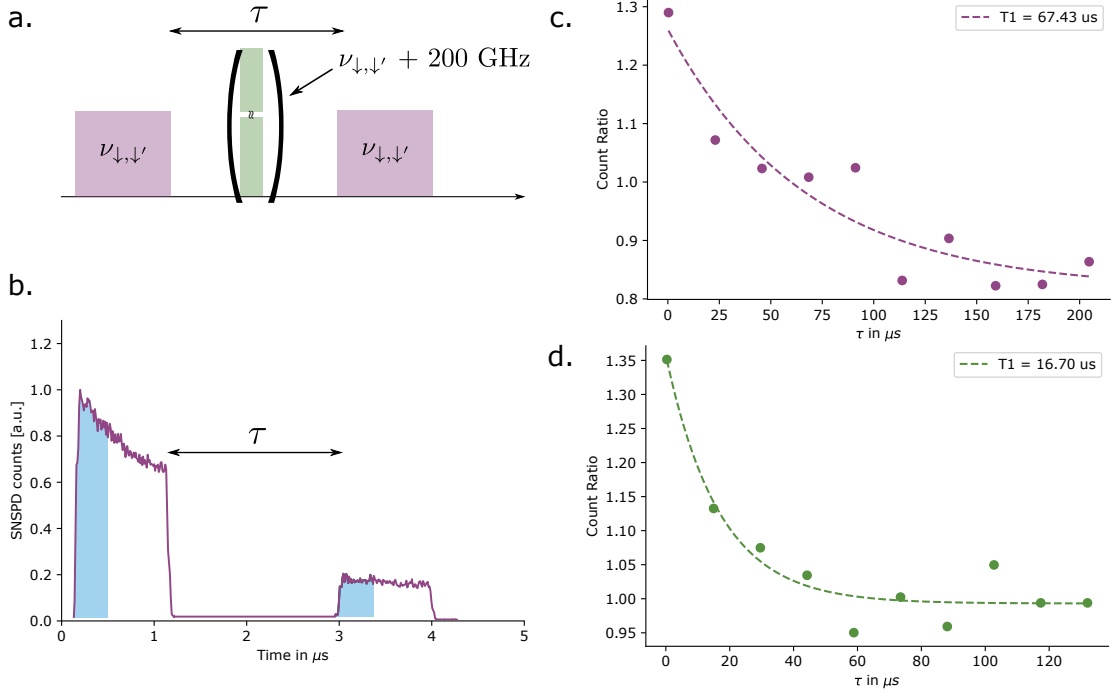 a.
τ
ν↓,↓′ + 200 GHz
≈
ν↓,↓′
ν↓,↓′
b.
1.2
1.0
0.8
0.6
0.4
0.2
0.0
SNSPD counts [a.u.]
τ
0
1
2
3
4
5
Time in μs
c.
1.3
1.2
1.1
1.0
0.9
0.8
Count Ratio
T1 = 67.43 us
0
25
50
75
100
125
150
175
200
τ in μs
d.
1.35
1.30
1.25
1.20
1.15
1.10
1.05
1.00
0.95
Count Ratio
T1 = 16.70 us
0
20
40
60
80
100
120
τ in μs